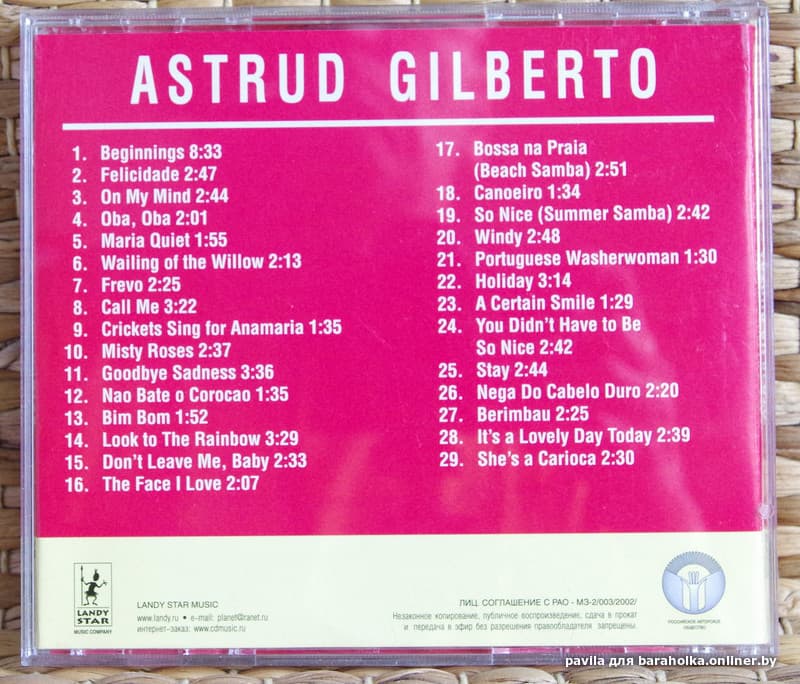 ASTRUD GILBERTO
1. Beginnings 8:33
2. Felicidade 2:47
3. On My Mind 2:44
4. Oba, Oba 2:01
5. Maria Quiet 1:55
6. Wailing of the Willow 2:13
7. Frevo 2:25
8. Call Me 3:22
9. Crickets Sing for Anamaria 1:35
10. Misty Roses 2:37
11. Goodbye Sadness 3:36
12. Nao Bate o Corocao 1:35
13. Bim Bom 1:52
14. Look to The Rainbow 3:29
15. Don't Leave Me, Baby 2:33
16. The Face I Love 2:07
17. Bossa na Praia
(Beach Samba) 2:51
18. Canoeiro 1:34
19. So Nice (Summer Samba) 2:42
20. Windy 2:48
21. Portuguese Washerwoman 1:30
22. Holiday 3:14
23. A Certain Smile 1:29
24. You Didn't Have to Be
So Nice 2:42
25. Stay 2:44
26. Nega Do Cabelo Duro 2:20
27. Berimbau 2:25
28. It's a Lovely Day Today 2:39
29. She's a Carioca 2:30
LANDY
STAR
MUSIC COMPANY
LANDY STAR MUSIC
www.landy.ru • e-mail: planet@ranet.ru
интернет-заказ: www.cdmusic.ru
ЛИЦ. СОГЛАШЕНИЕ С РАО - МЗ-2/003/2002/
Незаконное копирование, публичное воспроизведение, сдача в прокат
и передача в эфир без разрешения правообладателя запрещены.
РОССИЙСКОЕ АВТОРСКОЕ
ОБЩЕСТВО
pavlla для baraholka.onliner.by